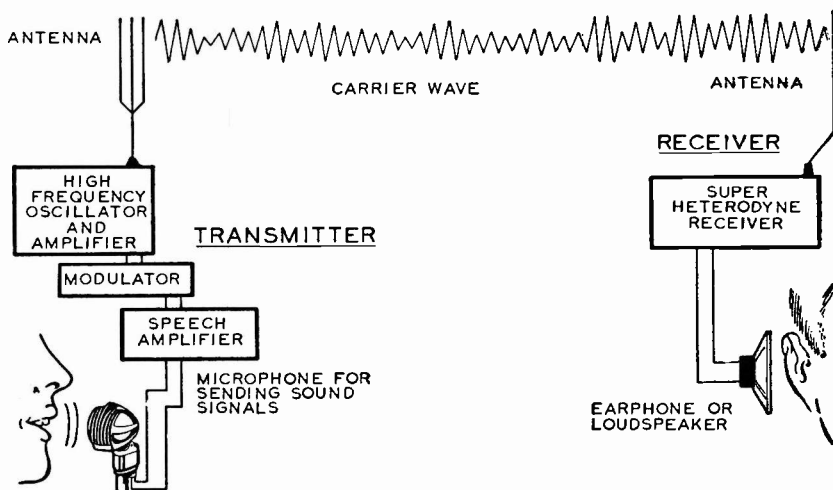 ANTENNA
CARRIER WAVE
ANTENNA
RECEIVER
HIGH
FREQUENCY
OSCILLATOR
AND
AMPLIFIER
SUPER
HETERODYNE
RECEIVER
TRANSMITTER
MODULATOR
SPEECH
AMPLIFIER
MICROPHONE FOR
SENDING SOUND
SIGNALS
EARPHONE OR
LOUDSPEAKER